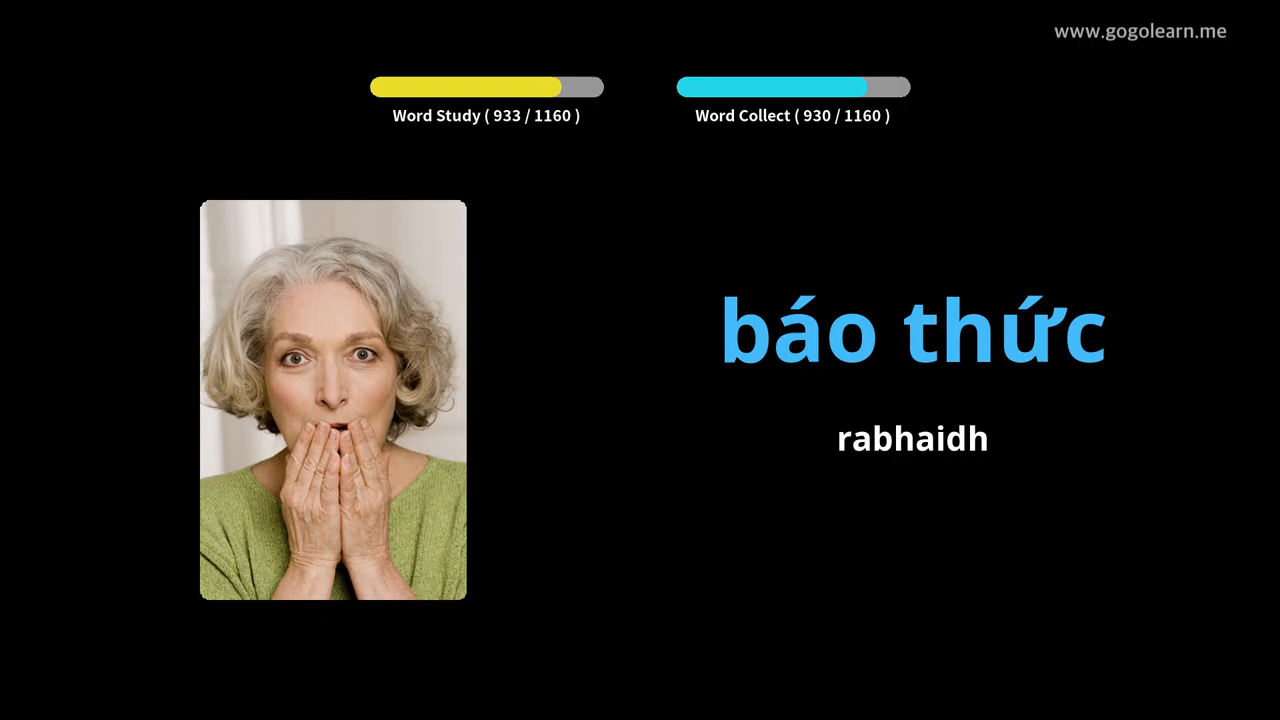 www.gogolearn.me
Word Study ( 933 / 1160 )
Word Collect ( 930 / 1160 )
báo thức
rabhaidh